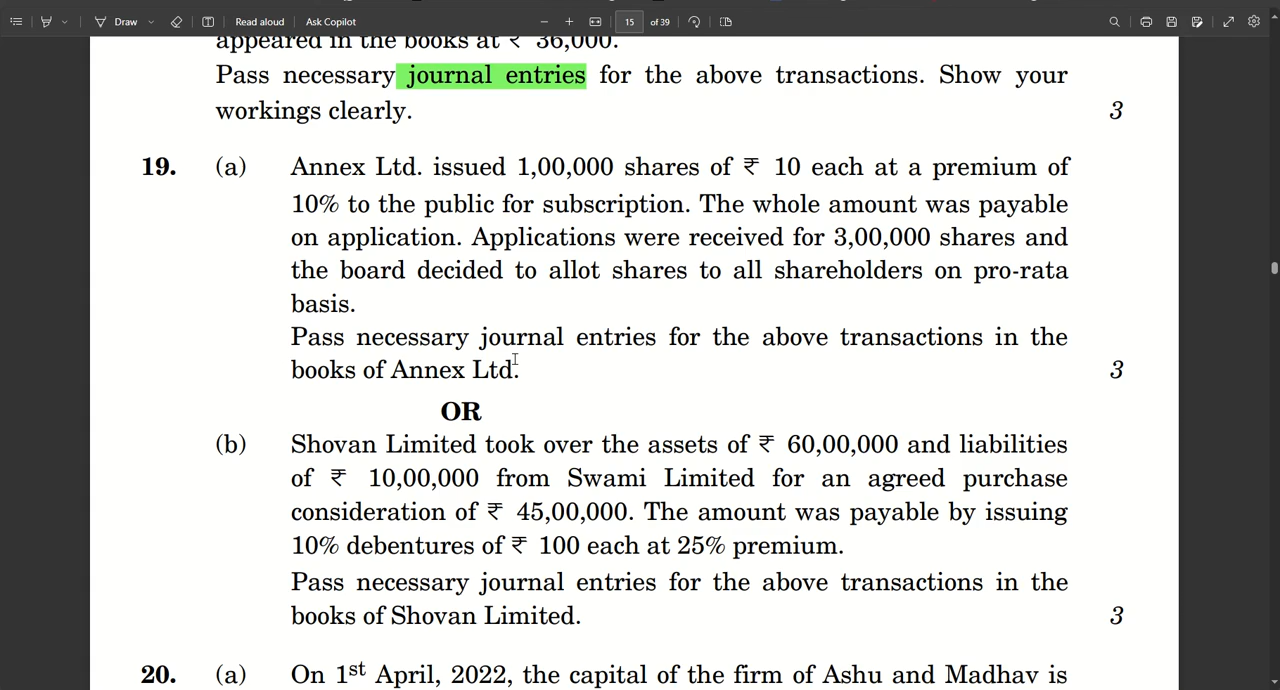 Draw
Read aloud
Ask Copilot
15 of 39
appeared in the books at ₹ 36,000.
Pass necessary journal entries for the above transactions. Show your
workings clearly. 3
19. (a) Annex Ltd. issued 1,00,000 shares of ₹ 10 each at a premium of
10% to the public for subscription. The whole amount was payable
on application. Applications were received for 3,00,000 shares and
the board decided to allot shares to all shareholders on pro-rata
basis.
Pass necessary journal entries for the above transactions in the
books of Annex Ltd. 3
OR
(b) Shovan Limited took over the assets of ₹ 60,00,000 and liabilities
of ₹ 10,00,000 from Swami Limited for an agreed purchase
consideration of ₹ 45,00,000. The amount was payable by issuing
10% debentures of ₹ 100 each at 25% premium.
Pass necessary journal entries for the above transactions in the
books of Shovan Limited. 3
20. (a) On 1st April, 2022, the capital of the firm of Ashu and Madhav is